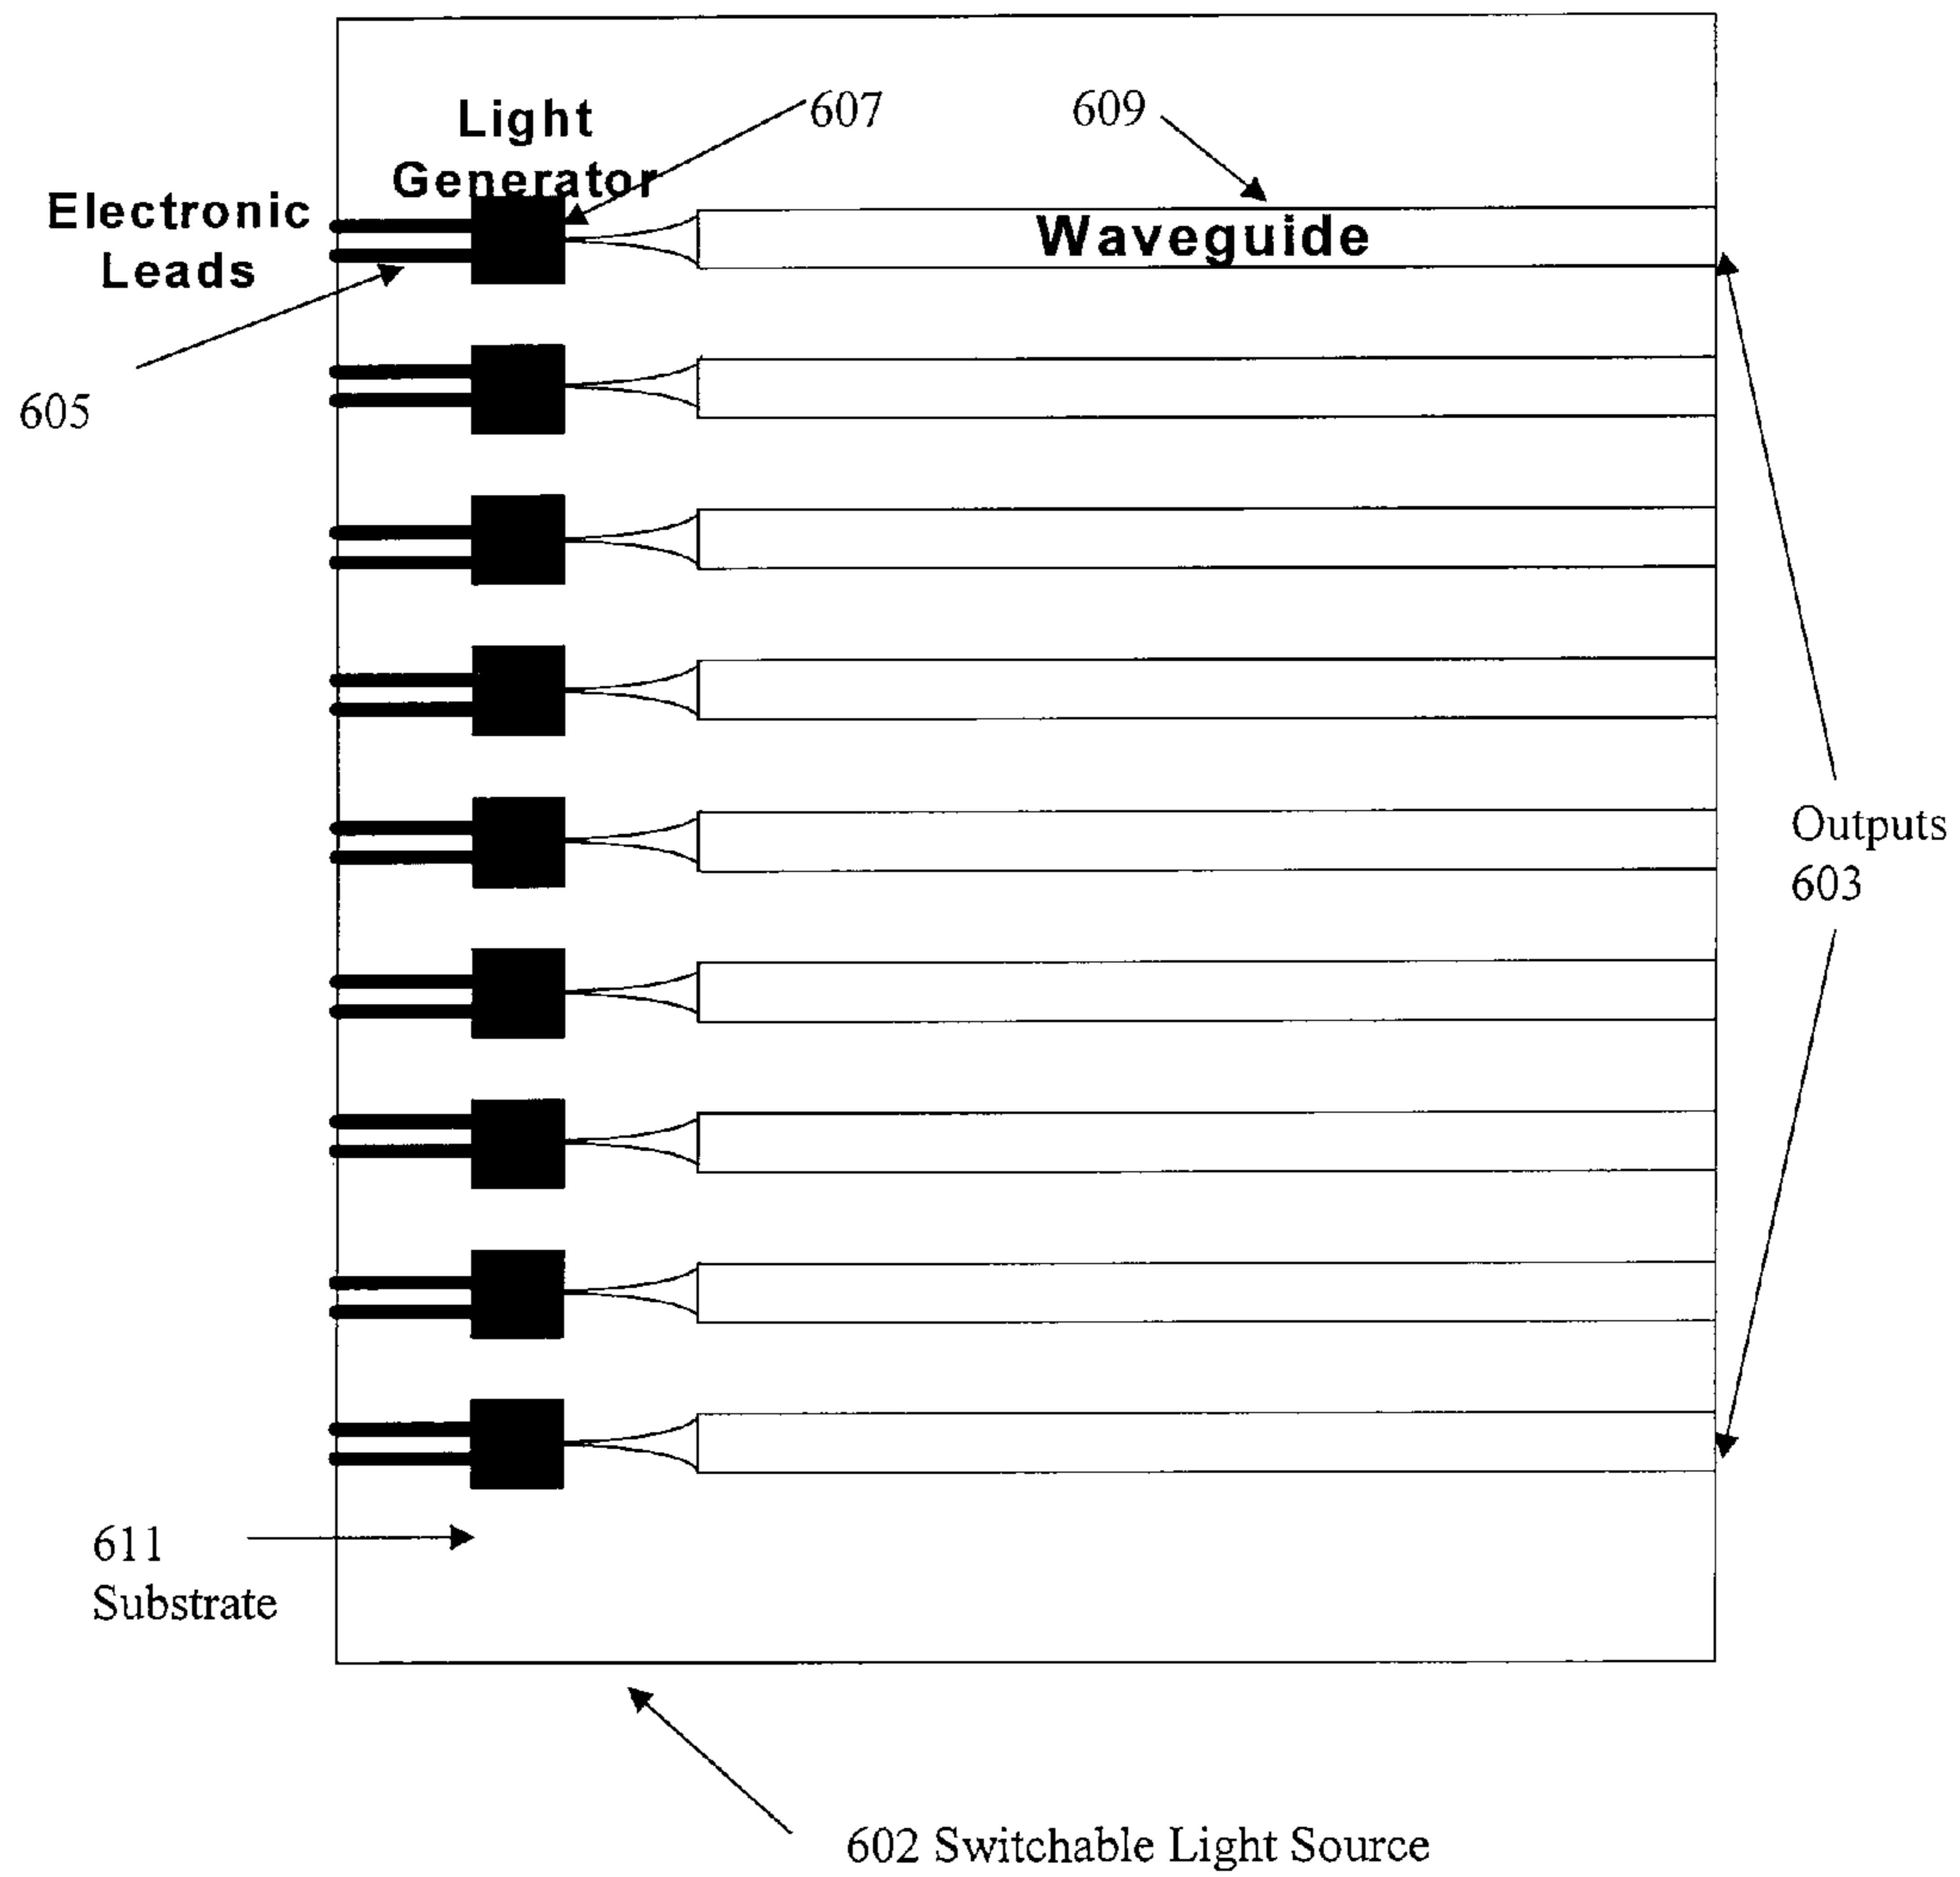 Light
Generator
607
609
Electronic
Leads
Waveguide
605
Outputs
603
611
Substrate
602 Switchable Light Source